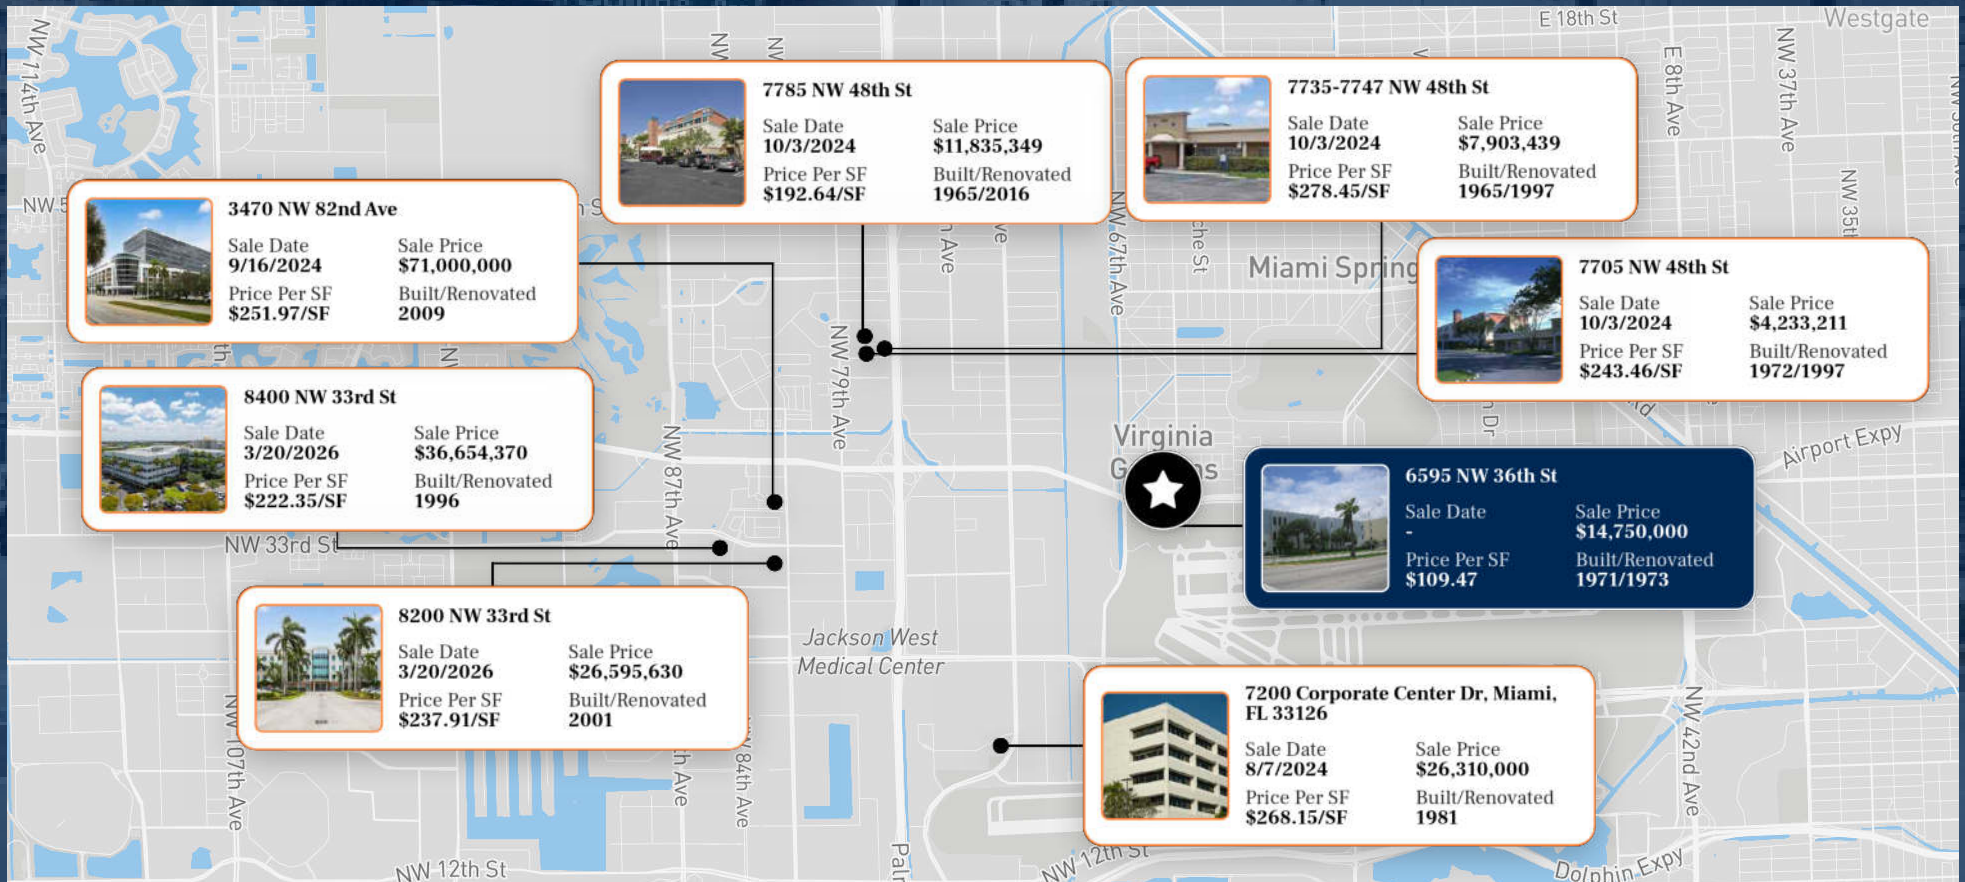 E 18th St
Westgate
NW 114th Ave
NW
NW
E 8th Ave
NW 37th Ave
7785 NW 48th St
Sale Date
10/3/2024
Sale Price
$11,835,349
Price Per SF
$192.64/SF
Built/Renovated
1965/2016
7735-7747 NW 48th St
Sale Date
10/3/2024
Sale Price
$7,903,439
Price Per SF
$278.45/SF
Built/Renovated
1965/1997
NW 5
3470 NW 82nd Ave
Sale Date
9/16/2024
Sale Price
$71,000,000
Price Per SF
$251.97/SF
Built/Renovated
2009
NW 67th Ave
NW 35th
Miami Spring
7705 NW 48th St
Sale Date
10/3/2024
Sale Price
$4,233,211
Price Per SF
$243.46/SF
Built/Renovated
1972/1997
NW 79th Ave
8400 NW 33rd St
Sale Date
3/20/2026
Sale Price
$36,654,370
Price Per SF
$222.35/SF
Built/Renovated
1996
NW 87th Ave
Virginia
G
ns
Dr
Airport Expy
6595 NW 36th St
Sale Date
-
Sale Price
$14,750,000
Price Per SF
$109.47
Built/Renovated
1971/1973
NW 33rd St
8200 NW 33rd St
Sale Date
3/20/2026
Sale Price
$26,595,630
Price Per SF
$237.91/SF
Built/Renovated
2001
Jackson West
Medical Center
7200 Corporate Center Dr, Miami,
FL 33126
Sale Date
8/7/2024
Sale Price
$26,310,000
Price Per SF
$268.15/SF
Built/Renovated
1981
NW 107th Ave
th Ave
NW 84th Ave
NW 42nd Ave
NW 12th St
Palm
NW 12th St
Dolphin Expy